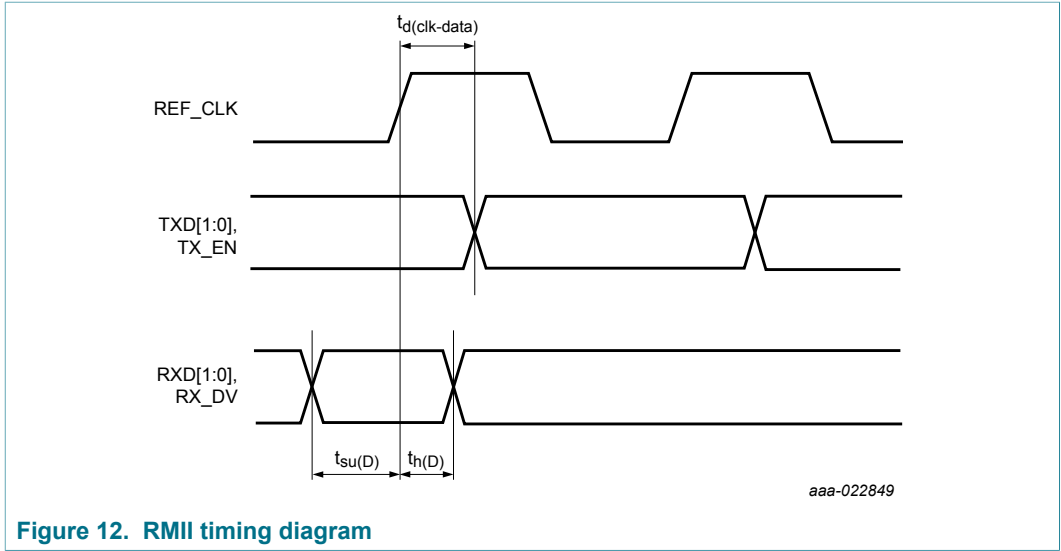 td(clk-data)
REF_CLK
TXD[1:0],
TX_EN
RXD[1:0],
RX_DV
tsu(D) th(D)
aaa-022849
Figure 12. RMII timing diagram